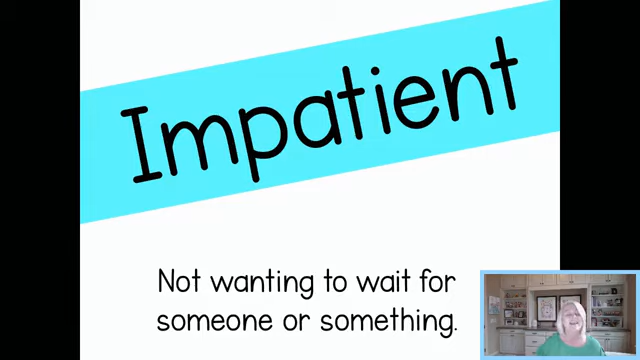 Impatient
Not wanting to wait for
someone or something.